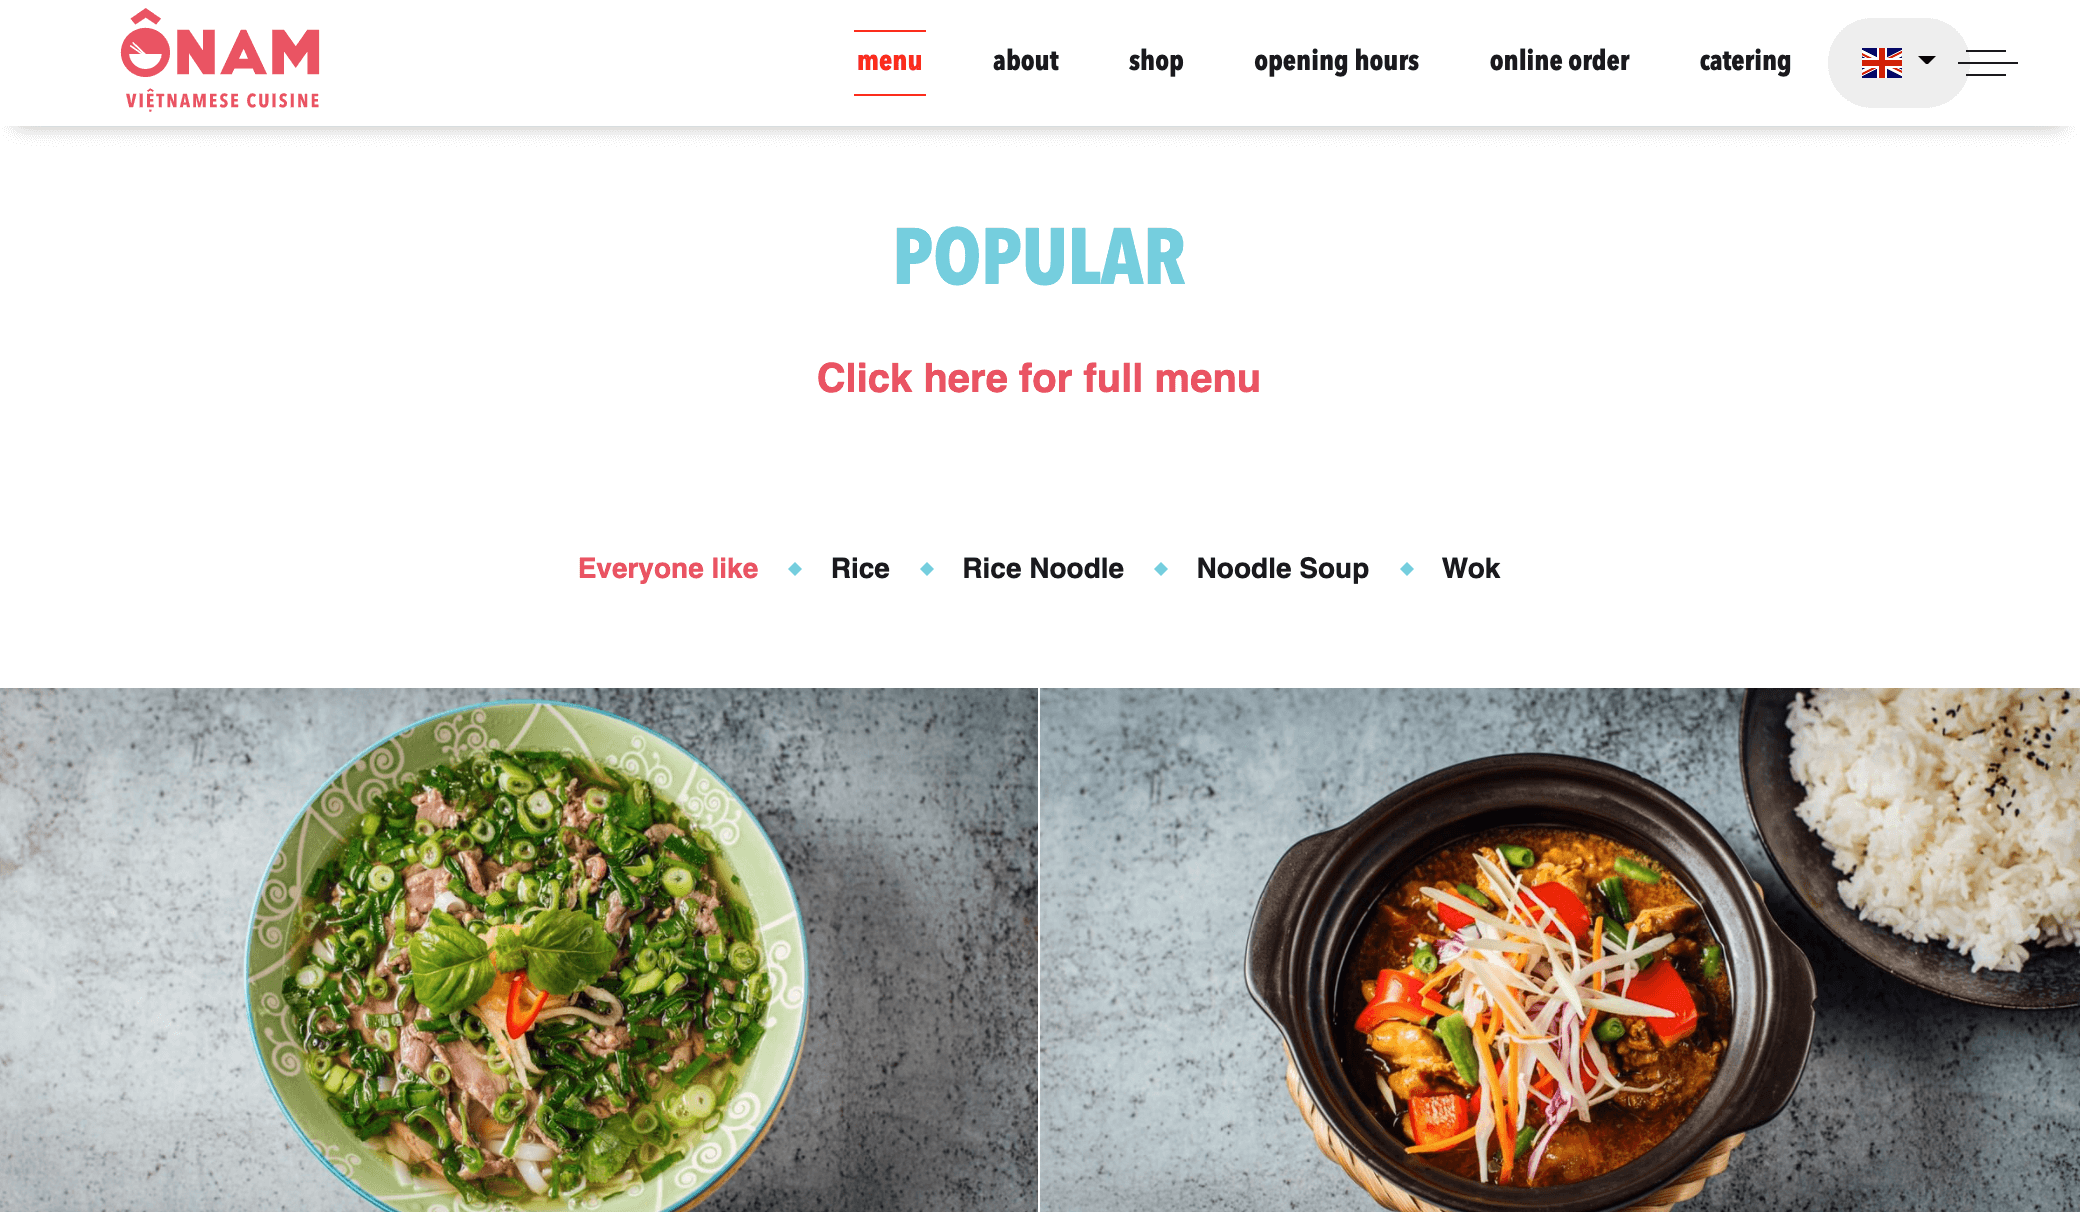 ÔNAM
VIỆTNAMESE CUISINE
menu about shop opening hours online order catering
POPULAR
Click here for full menu
Everyone like ◆ Rice ◆ Rice Noodle ◆ Noodle Soup ◆ Wok